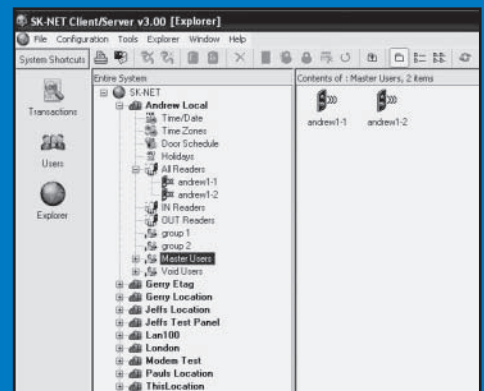 SK-NET Client/Server v3.00 [Explorer]
File Configuration Tools Explorer Window Help
System Shortcuts
Transactions
Users
Explorer
Entire System
SK-NET
Andrew Local
Time/Date
Time Zones
Door Schedule
Holidays
All Readers
andrew1-1
andrew1-2
IN Readers
OUT Readers
group 1
group 2
Master Users
Void Users
Gerry Etag
Gerry Location
Jeffs Location
Jeffs Test Panel
Lan100
London
Modem Test
Pauls Location
ThisLocation
Contents of : Master Users, 2 items
andrew1-1 andrew1-2